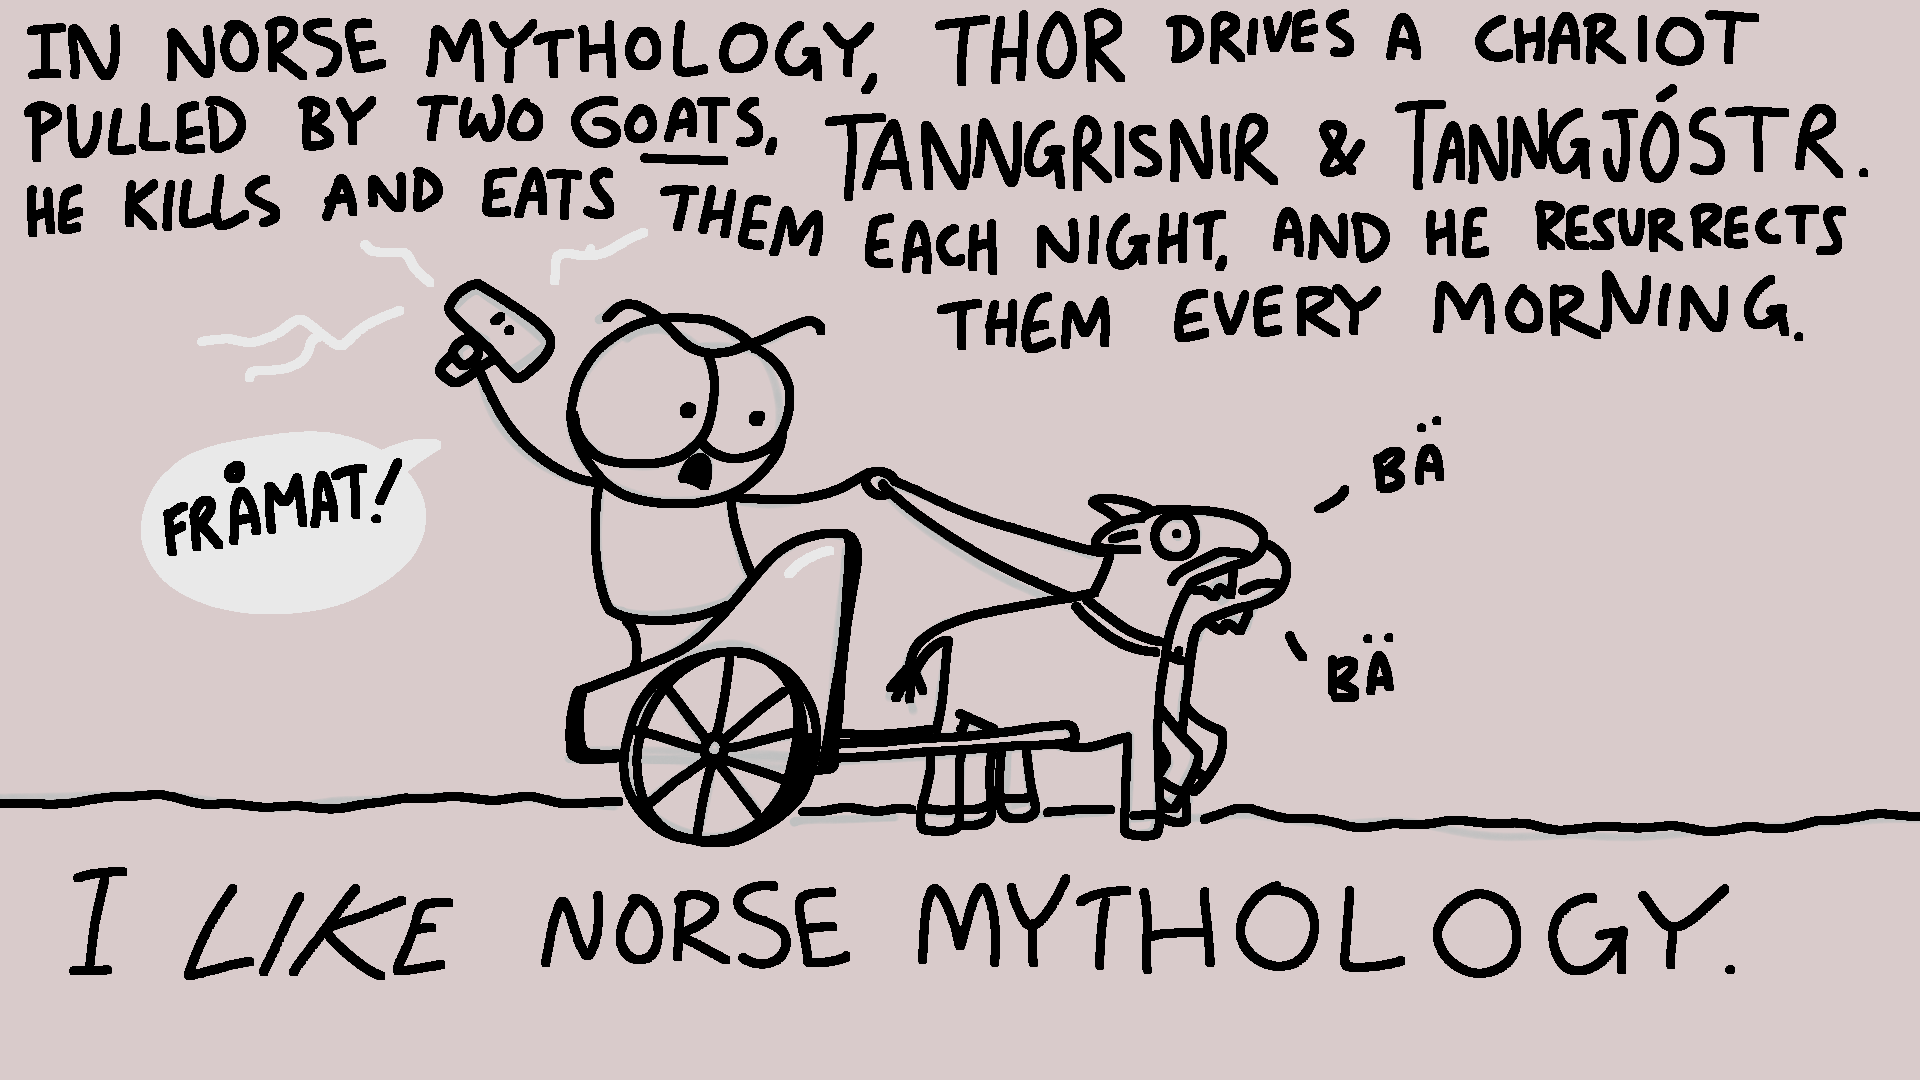 IN NORSE MYTHOLOGY, THOR DRIVES A CHARIOT
PULLED BY TWO GOATS, TANNGRISNIR & TANNGJÓSTR.
HE KILLS AND EATS THEM EACH NIGHT, AND HE RESURRECTS
THEM EVERY MORNING.
FRÅMAT!
BÄ
BÄ
I LIKE NORSE MYTHOLOGY.